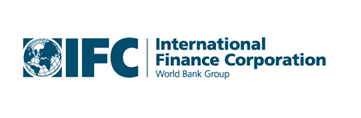 IFC
International
Finance Corporation
World Bank Group